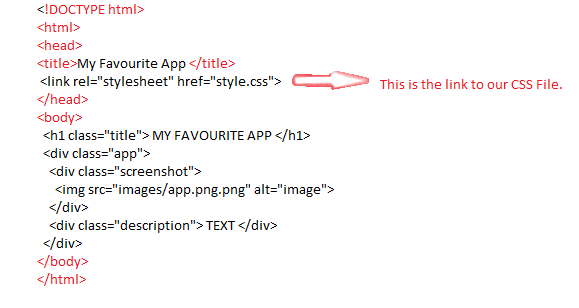 <!DOCTYPE html>
<html>
<head>
<title>My Favourite App </title>
<link rel="stylesheet" href="style.css">
This is the link to our CSS File.
</head>
<body>
<h1 class="title"> MY FAVOURITE APP </h1>
<div class="app">
<div class="screenshot">
<img src="images/app.png.png" alt="image">
</div>
<div class="description"> TEXT </div>
</div>
</body>
</html>